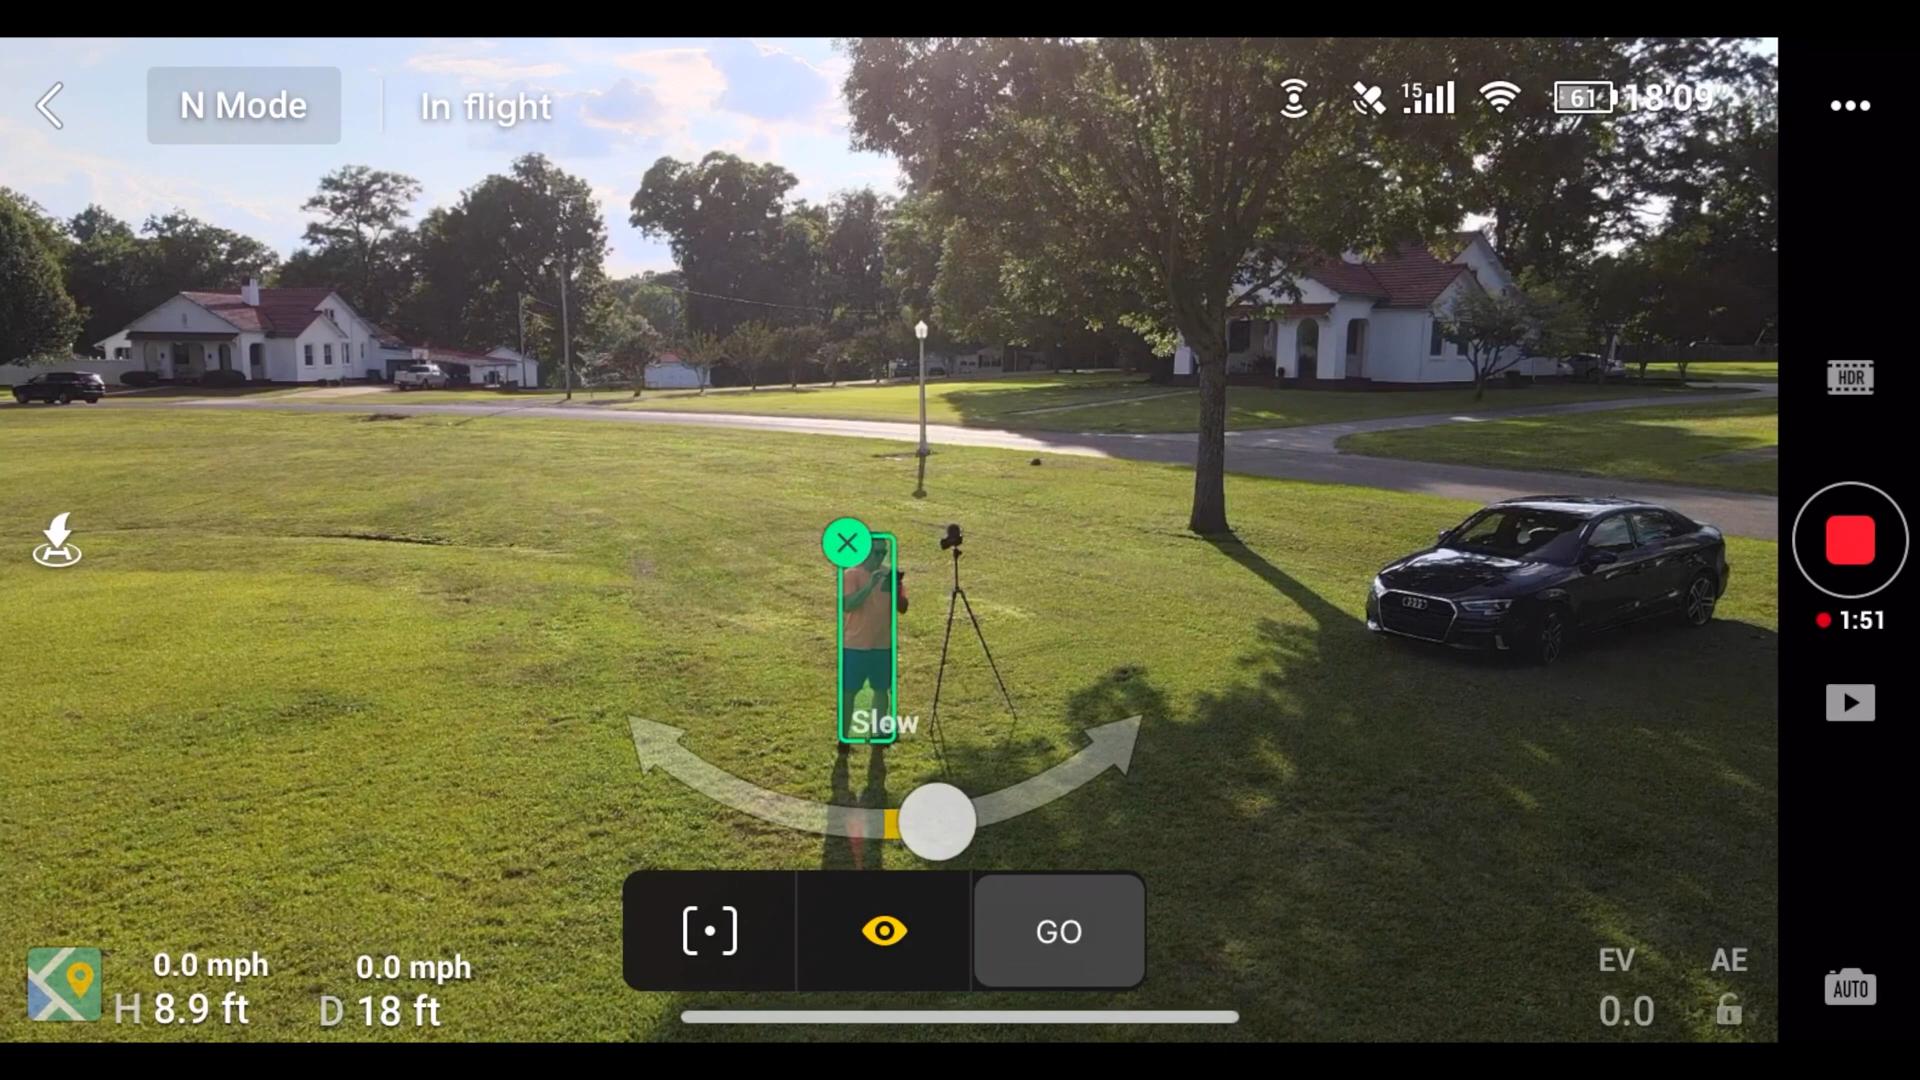 N Mode
In flight
15
61
18'09"
HDR
1:51
Slow
GO
0.0 mph
0.0 mph
H 8.9 ft
D 18 ft
EV
AE
0.0
AUTO